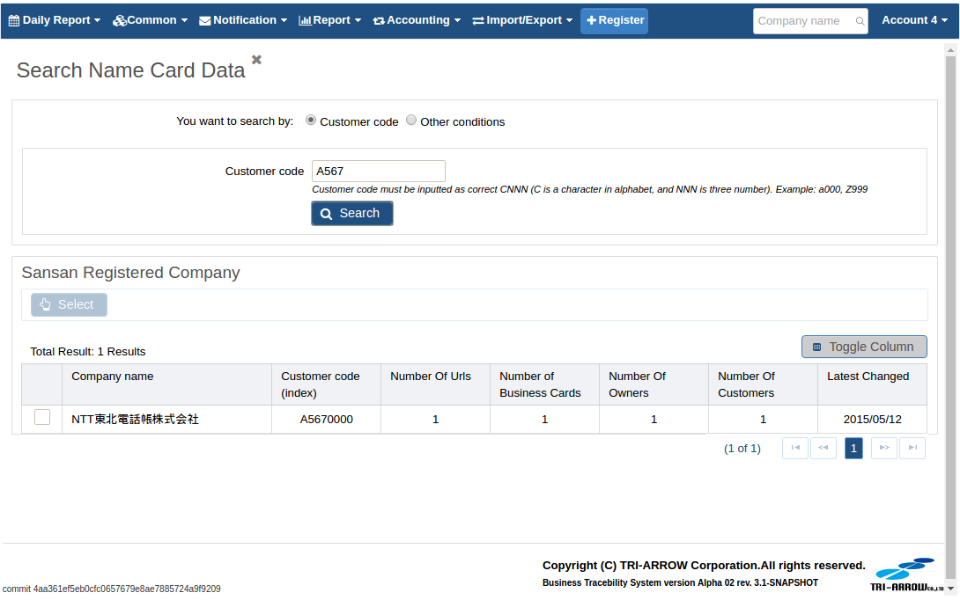 Daily Report Common Notification Report Accounting Import/Export Register Company name Account 4
Search Name Card Data
You want to search by: Customer code Other conditions
Customer code A567
Customer code must be inputted as correct CNNN (C is a character in alphabet, and NNN is three number). Example: a000, Z999
Search
Sansan Registered Company
Select
Total Result: 1 Results Toggle Column
Company name Customer code (index) Number Of Urls Number of Business Cards Number Of Owners Number Of Customers Latest Changed
NTT東北電話帳株式会社 A5670000 1 1 1 1 2015/05/12
(1 of 1) 1
Copyright (C) TRI-ARROW Corporation.All rights reserved.
Business Tracebility System version Alpha 02 rev. 3.1-SNAPSHOT
TRI-ARROW CO.,LTD
commit 4aa361ef5eb0cfc0657679e8ae7885724a9f9209